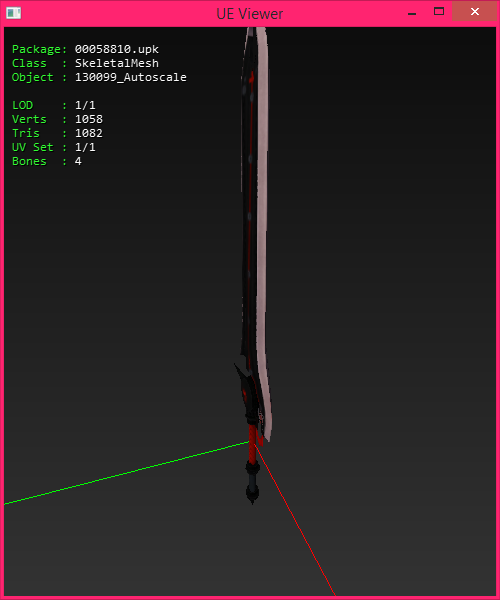 UE Viewer
Package: 00058810.upk
Class  : SkeletalMesh
Object : 130099_Autoscale
LOD    : 1/1
Verts  : 1058
Tris   : 1082
UV Set : 1/1
Bones  : 4